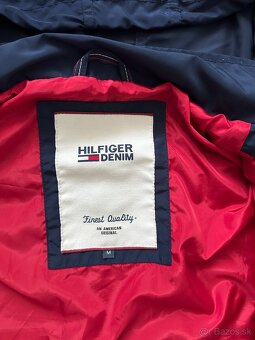 HILFIGER
DENIM
Finest Quality
AN AMERICAN
ORIGINAL
M
bazos.sk